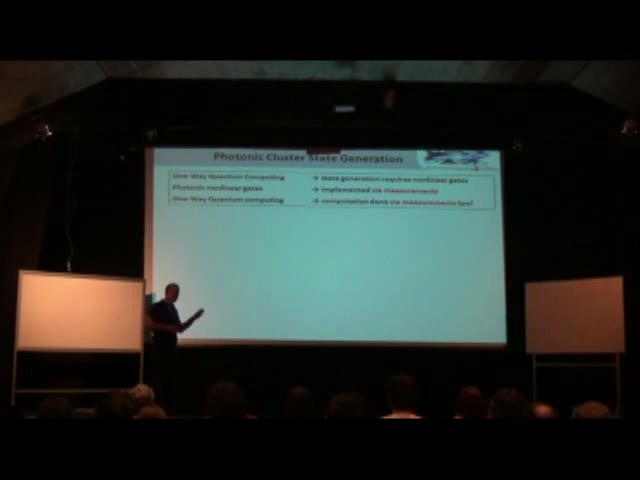 Photonic Cluster State Generation
One-Way Quantum Computing → state generation requires nonlinear gates
Photonic nonlinear gates → implemented via measurements
One-Way Quantum computing → computation done via measurements too!